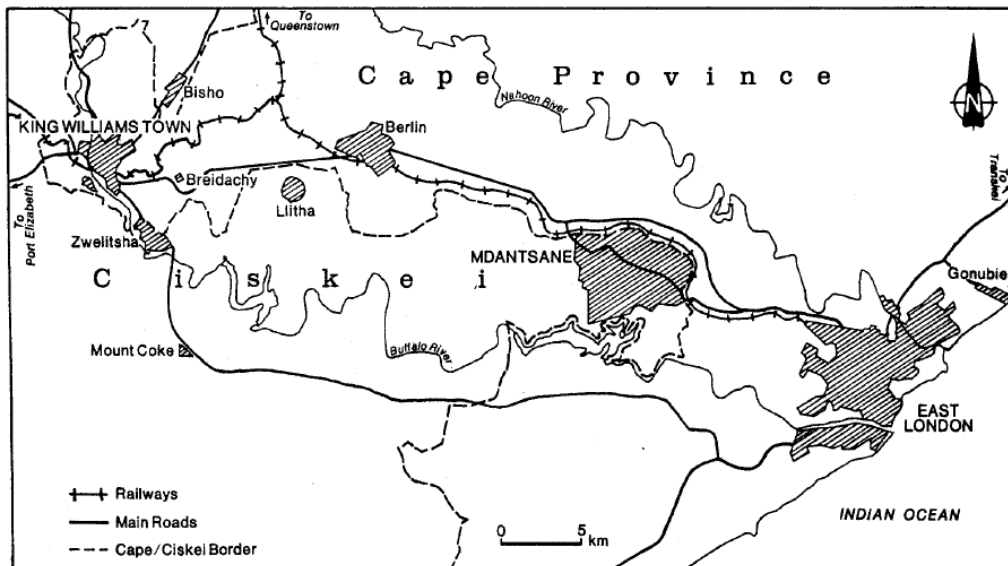 To
Queenstown
Cape Province
Bisho
Nahoon River
N
KING WILLIAMS TOWN
Berlin
Breidachy
Llitha
To
Transkei
To
Port Elizabeth
Zwelitsha
MDANTSANE
Gonubie
Ciskei
Mount Coke
Buffalo River
EAST
LONDON
Railways
Main Roads
Cape/Ciskei Border
0 5
km
INDIAN OCEAN